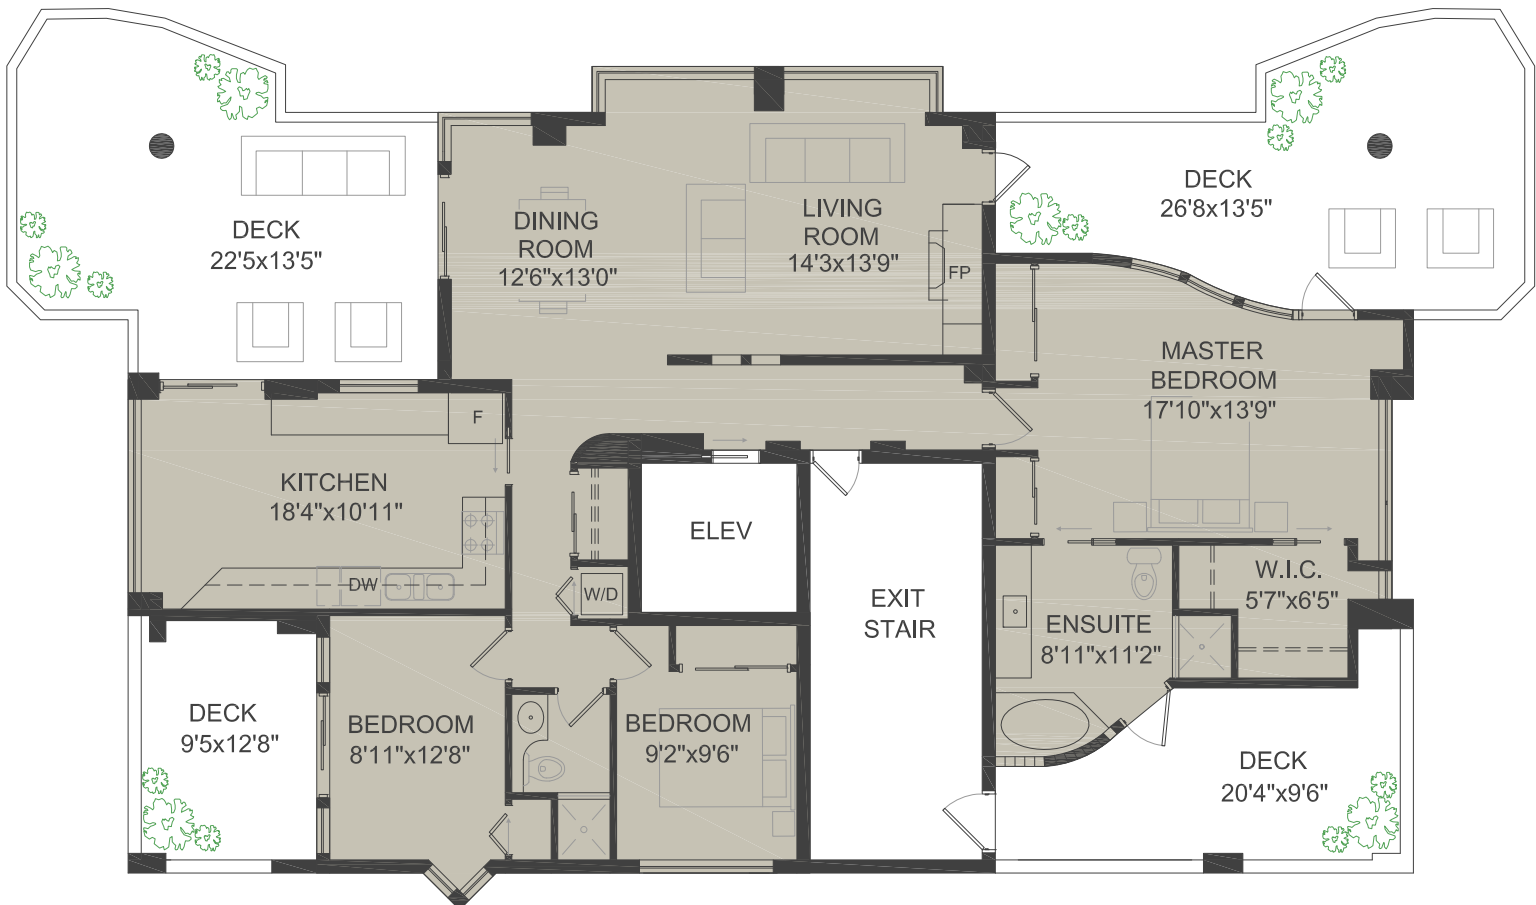 DECK
22'5x13'5"
DINING
ROOM
12'6"x13'0"
LIVING
ROOM
14'3x13'9"
FP
DECK
26'8x13'5"
MASTER
BEDROOM
17'10"x13'9"
F
KITCHEN
18'4"x10'11"
DW
W/D
ELEV
EXIT
STAIR
ENSUITE
8'11"x11'2"
W.I.C.
5'7"x6'5"
DECK
9'5x12'8"
BEDROOM
8'11"x12'8"
BEDROOM
9'2"x9'6"
DECK
20'4"x9'6"